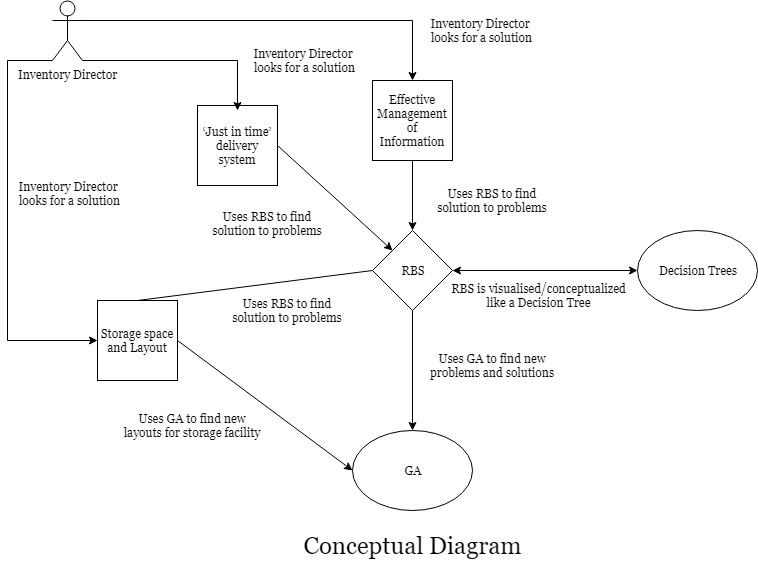 Inventory Director
looks for a solution
Inventory Director
looks for a solution
Inventory Director
Effective
Management
of
Information
‘Just in time’
delivery
system
Inventory Director
looks for a solution
Uses RBS to find
solution to problems
Uses RBS to find
solution to problems
RBS
Decision Trees
RBS is visualised/conceptualized
like a Decision Tree
Uses RBS to find
solution to problems
Storage space
and Layout
Uses GA to find new
problems and solutions
Uses GA to find new
layouts for storage facility
GA
Conceptual Diagram